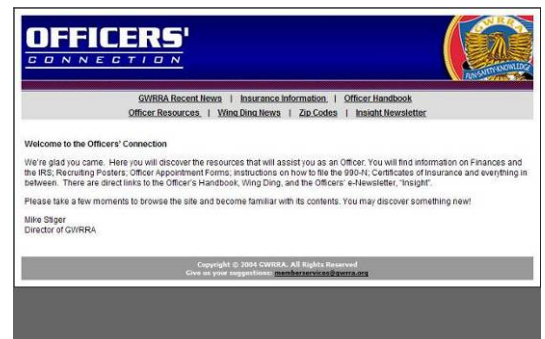 OFFICERS'
CONNECTION
GWRRA
FUN-SAFETY-KNOWLEDGE
GWRRA Recent News | Insurance Information | Officer Handbook
Officer Resources | Wing Ding News | Zip Codes | Insight Newsletter
Welcome to the Officers' Connection
We're glad you came. Here you will discover the resources that will assist you as an Officer. You will find information on Finances and
the IRS; Recruiting Posters; Officer Appointment Forms; instructions on how to file the 990-N; Certificates of Insurance and everything in
between. There are direct links to the Officer's Handbook, Wing Ding, and the Officers' e-Newsletter, "Insight".
Please take a few moments to browse the site and become familiar with its contents. You may discover something new!
Mike Stiger
Director of GWRRA
Copyright © 2004 GWRRA. All Rights Reserved
Give us your suggestions: memberservices@gwrra.org